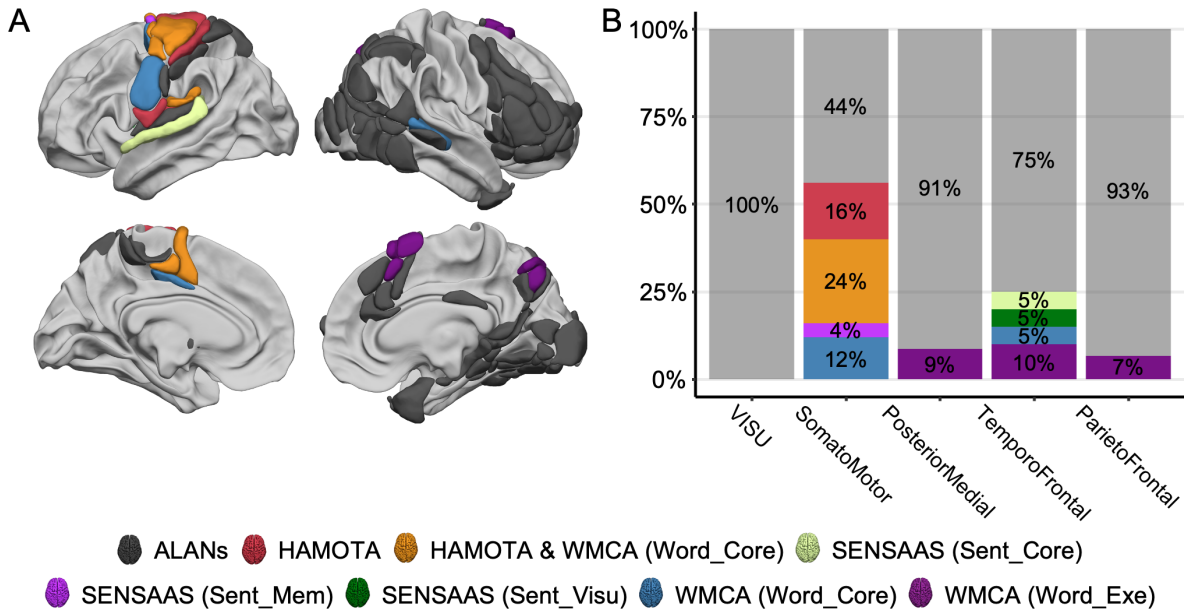 A
B
100%
75%
50%
25%
0%
100%
44%
16%
24%
4%
12%
91%
9%
75%
5%
5%
5%
10%
93%
7%
VISU
SomatoMotor
PosteriorMedial
TemporoFrontal
ParietoFrontal
ALANs HAMOTA HAMOTA & WMCA (Word_Core) SENSAAS (Sent_Core)
SENSAAS (Sent_Mem) SENSAAS (Sent_Visu) WMCA (Word_Core) WMCA (Word_Exe)